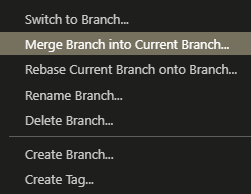 Switch to Branch...
Merge Branch into Current Branch...
Rebase Current Branch onto Branch...
Rename Branch...
Delete Branch...
Create Branch...
Create Tag...